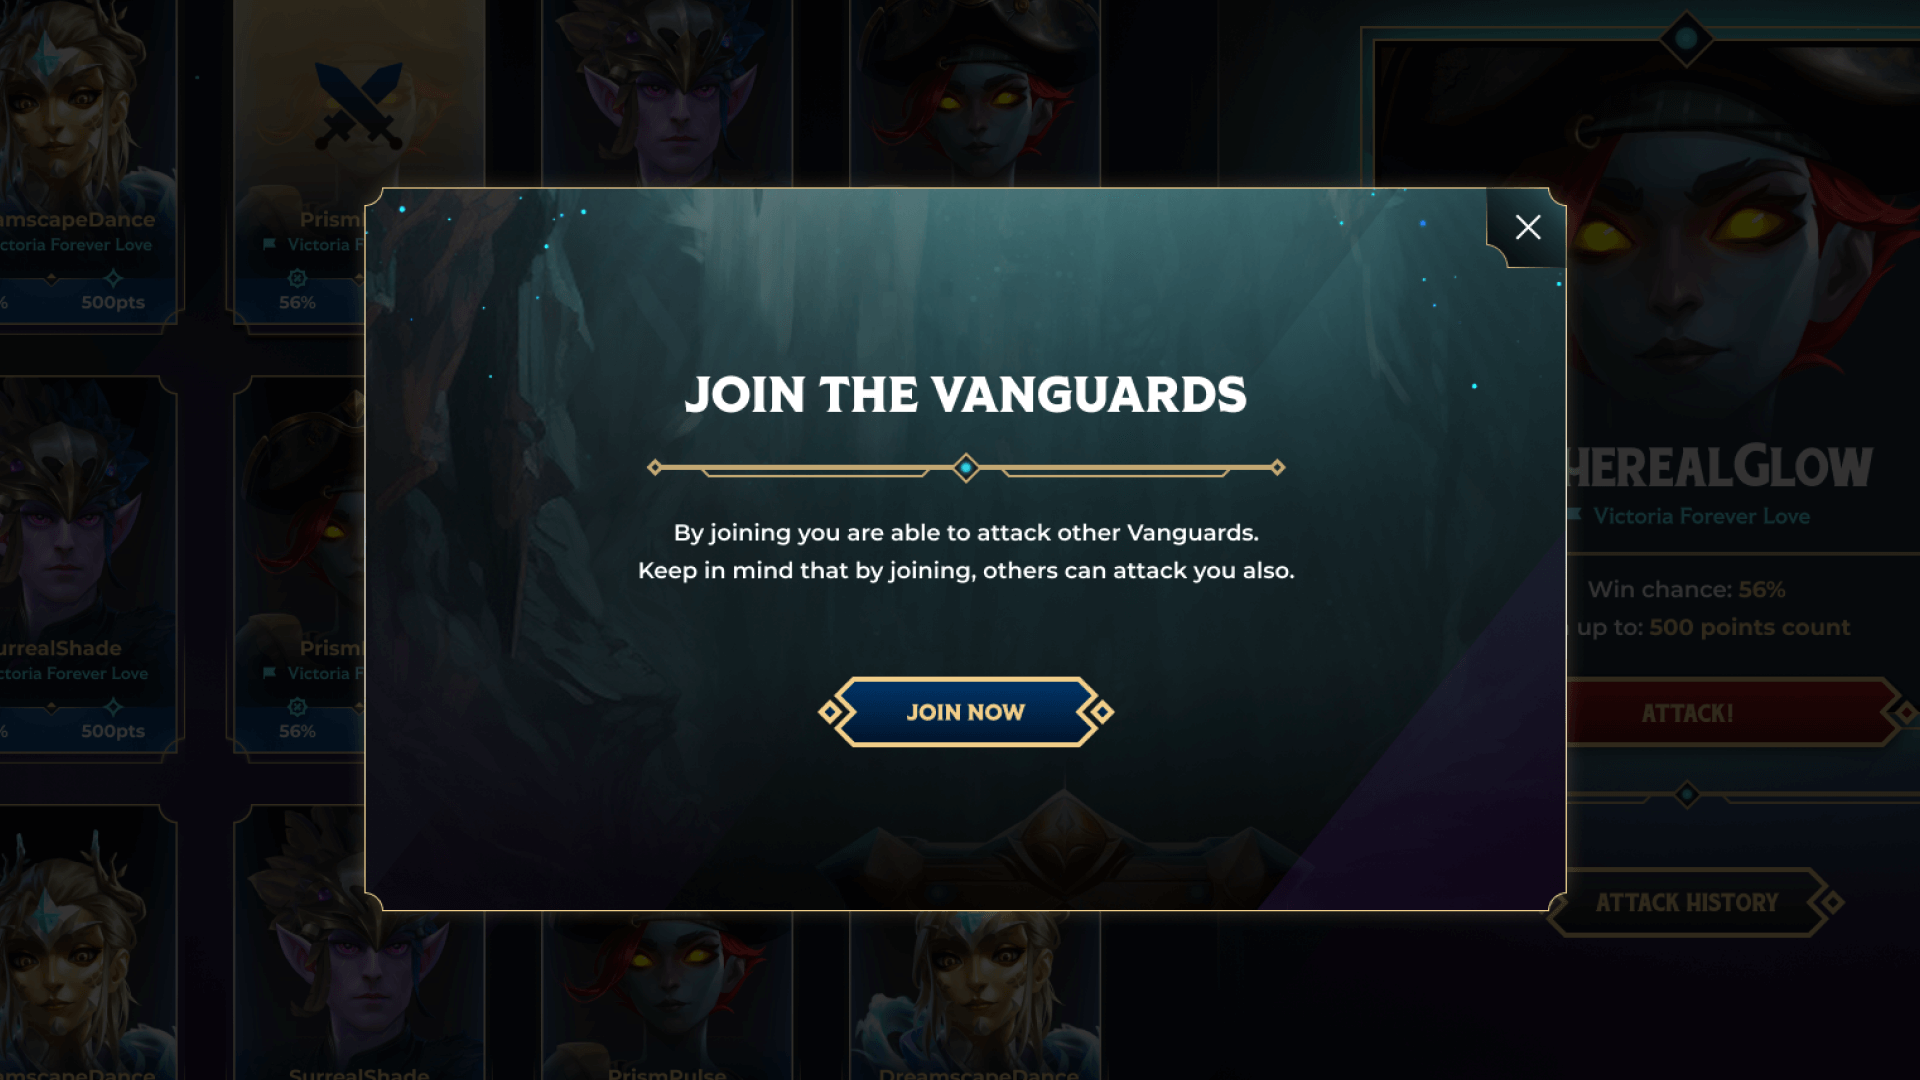 amscapeDance
Prism
ctoria Forever Love
Victoria F
%
500pts
56%
JOIN THE VANGUARDS
By joining you are able to attack other Vanguards.
Keep in mind that by joining, others can attack you also.
JOIN NOW
HEREALGLOW
Victoria Forever Love
Win chance: 56%
up to: 500 points count
ATTACK!
ATTACK HISTORY
urrealShade
Prism
ctoria Forever Love
Victoria F
%
500pts
56%
amscapeDance
SurrealShade
PrismPulse
DreamscapeDance